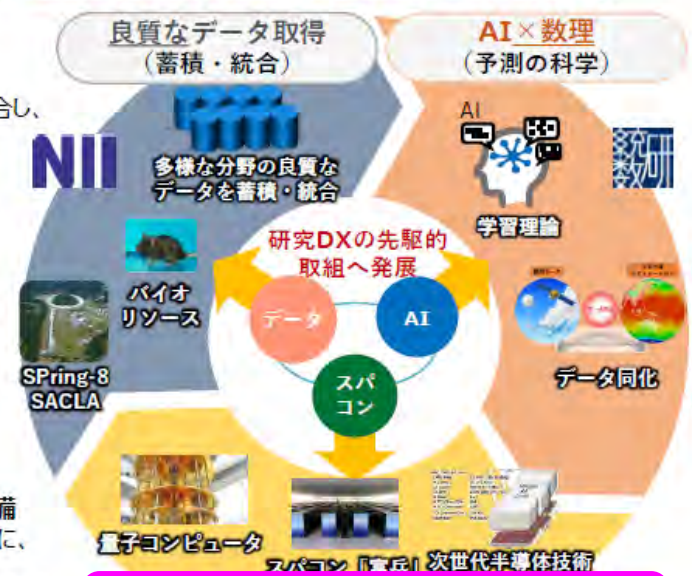 良質なデータ取得
（蓄積・統合）
AI×数理
（予測の科学）
合し、
NII
多様な分野の良質な
データを蓄積・統合
AI
数研
学習理論
研究DXの先駆的
取組へ発展
バイオ
リソース
データ
AI
スパ
コン
SPring-8
SACLA
データ同化
備
に、
量子コンピュータ
スパコン「富岳」
次世代半導体技術